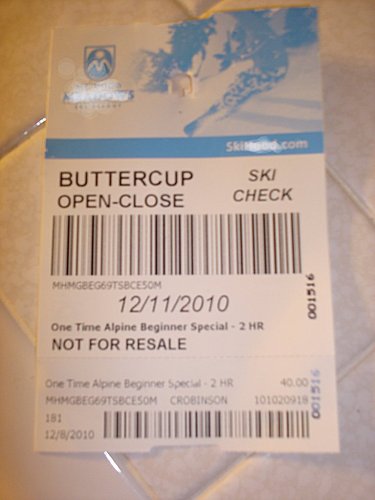 SkiHood.com
BUTTERCUP
OPEN-CLOSE
SKI
CHECK
MHMGBEG69TSBCE50M
12/11/2010
001516
One Time Alpine Beginner Special - 2 HR
NOT FOR RESALE
One Time Alpine Beginner Special - 2 HR 40.00
MHMGBEG69TSBCE50M CROBINSON 101020918
001516
181
12/8/2010